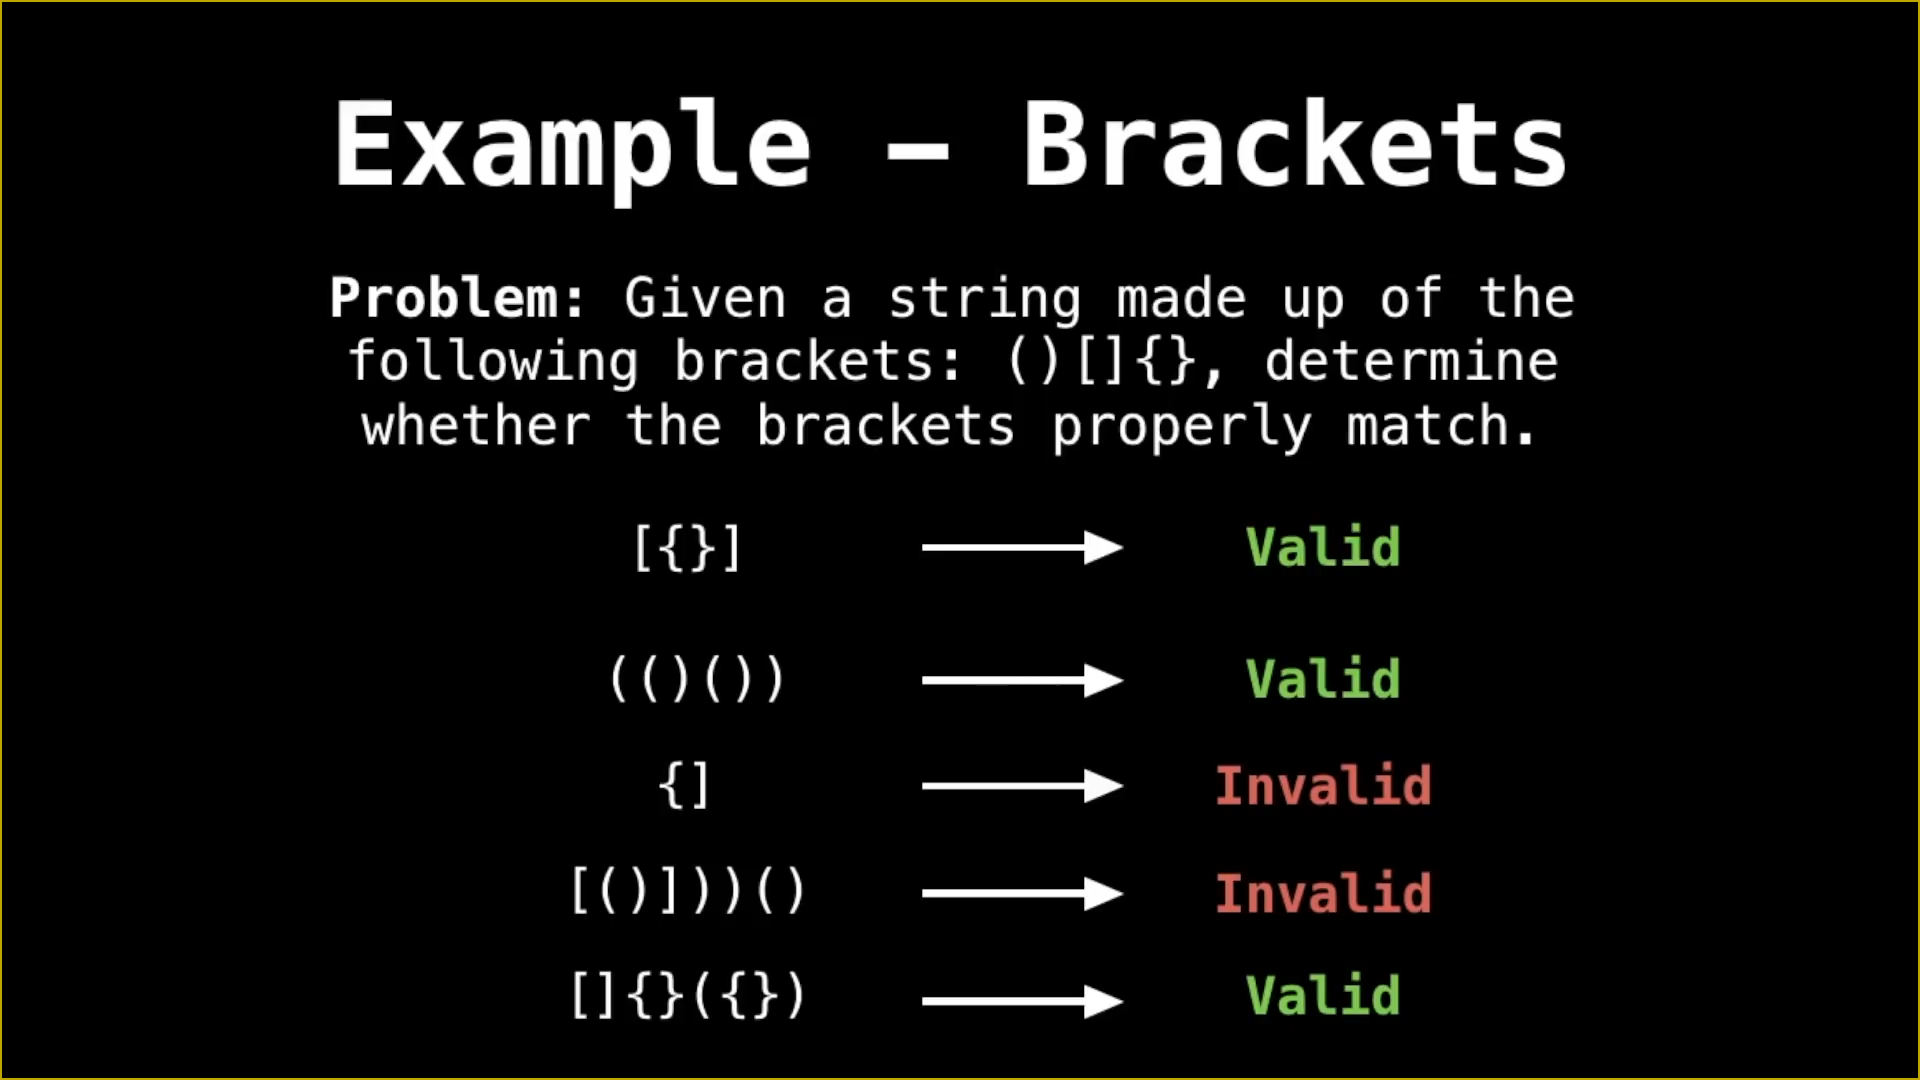 Example - Brackets
Problem: Given a string made up of the
following brackets: ()[]{}, determine
whether the brackets properly match.
[{}] Valid
(()()) Valid
{] Invalid
[()]))() Invalid
[]{}({}) Valid